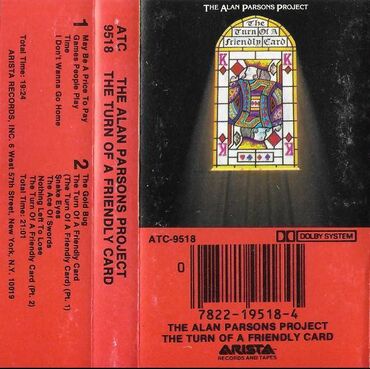 ATC
9518
THE ALAN PARSONS PROJECT
THE TURN OF A FRIENDLY CARD
1
May Be A Price To Pay
Games People Play
Time
I Don't Wanna Go Home
Total Time: 19:24
2
The Gold Bug
The Turn Of A Friendly Card
(The Turn Of A Friendly Card (Pt. 1)
Snake Eyes
The Ace Of Swords
Nothing Left To Lose
The Turn Of A Friendly Card (Pt. 2)
Total Time: 21:01
ARISTA RECORDS, INC. 6 West 57th Street, New York, N.Y. 10019
THE ALAN PARSONS PROJECT
The
Turn Of A
Friendly Card
K
K
ATC-9518
DOLBY SYSTEM
0
7822-19518-4
THE ALAN PARSONS PROJECT
THE TURN OF A FRIENDLY CARD
ARISTA
RECORDS AND TAPES